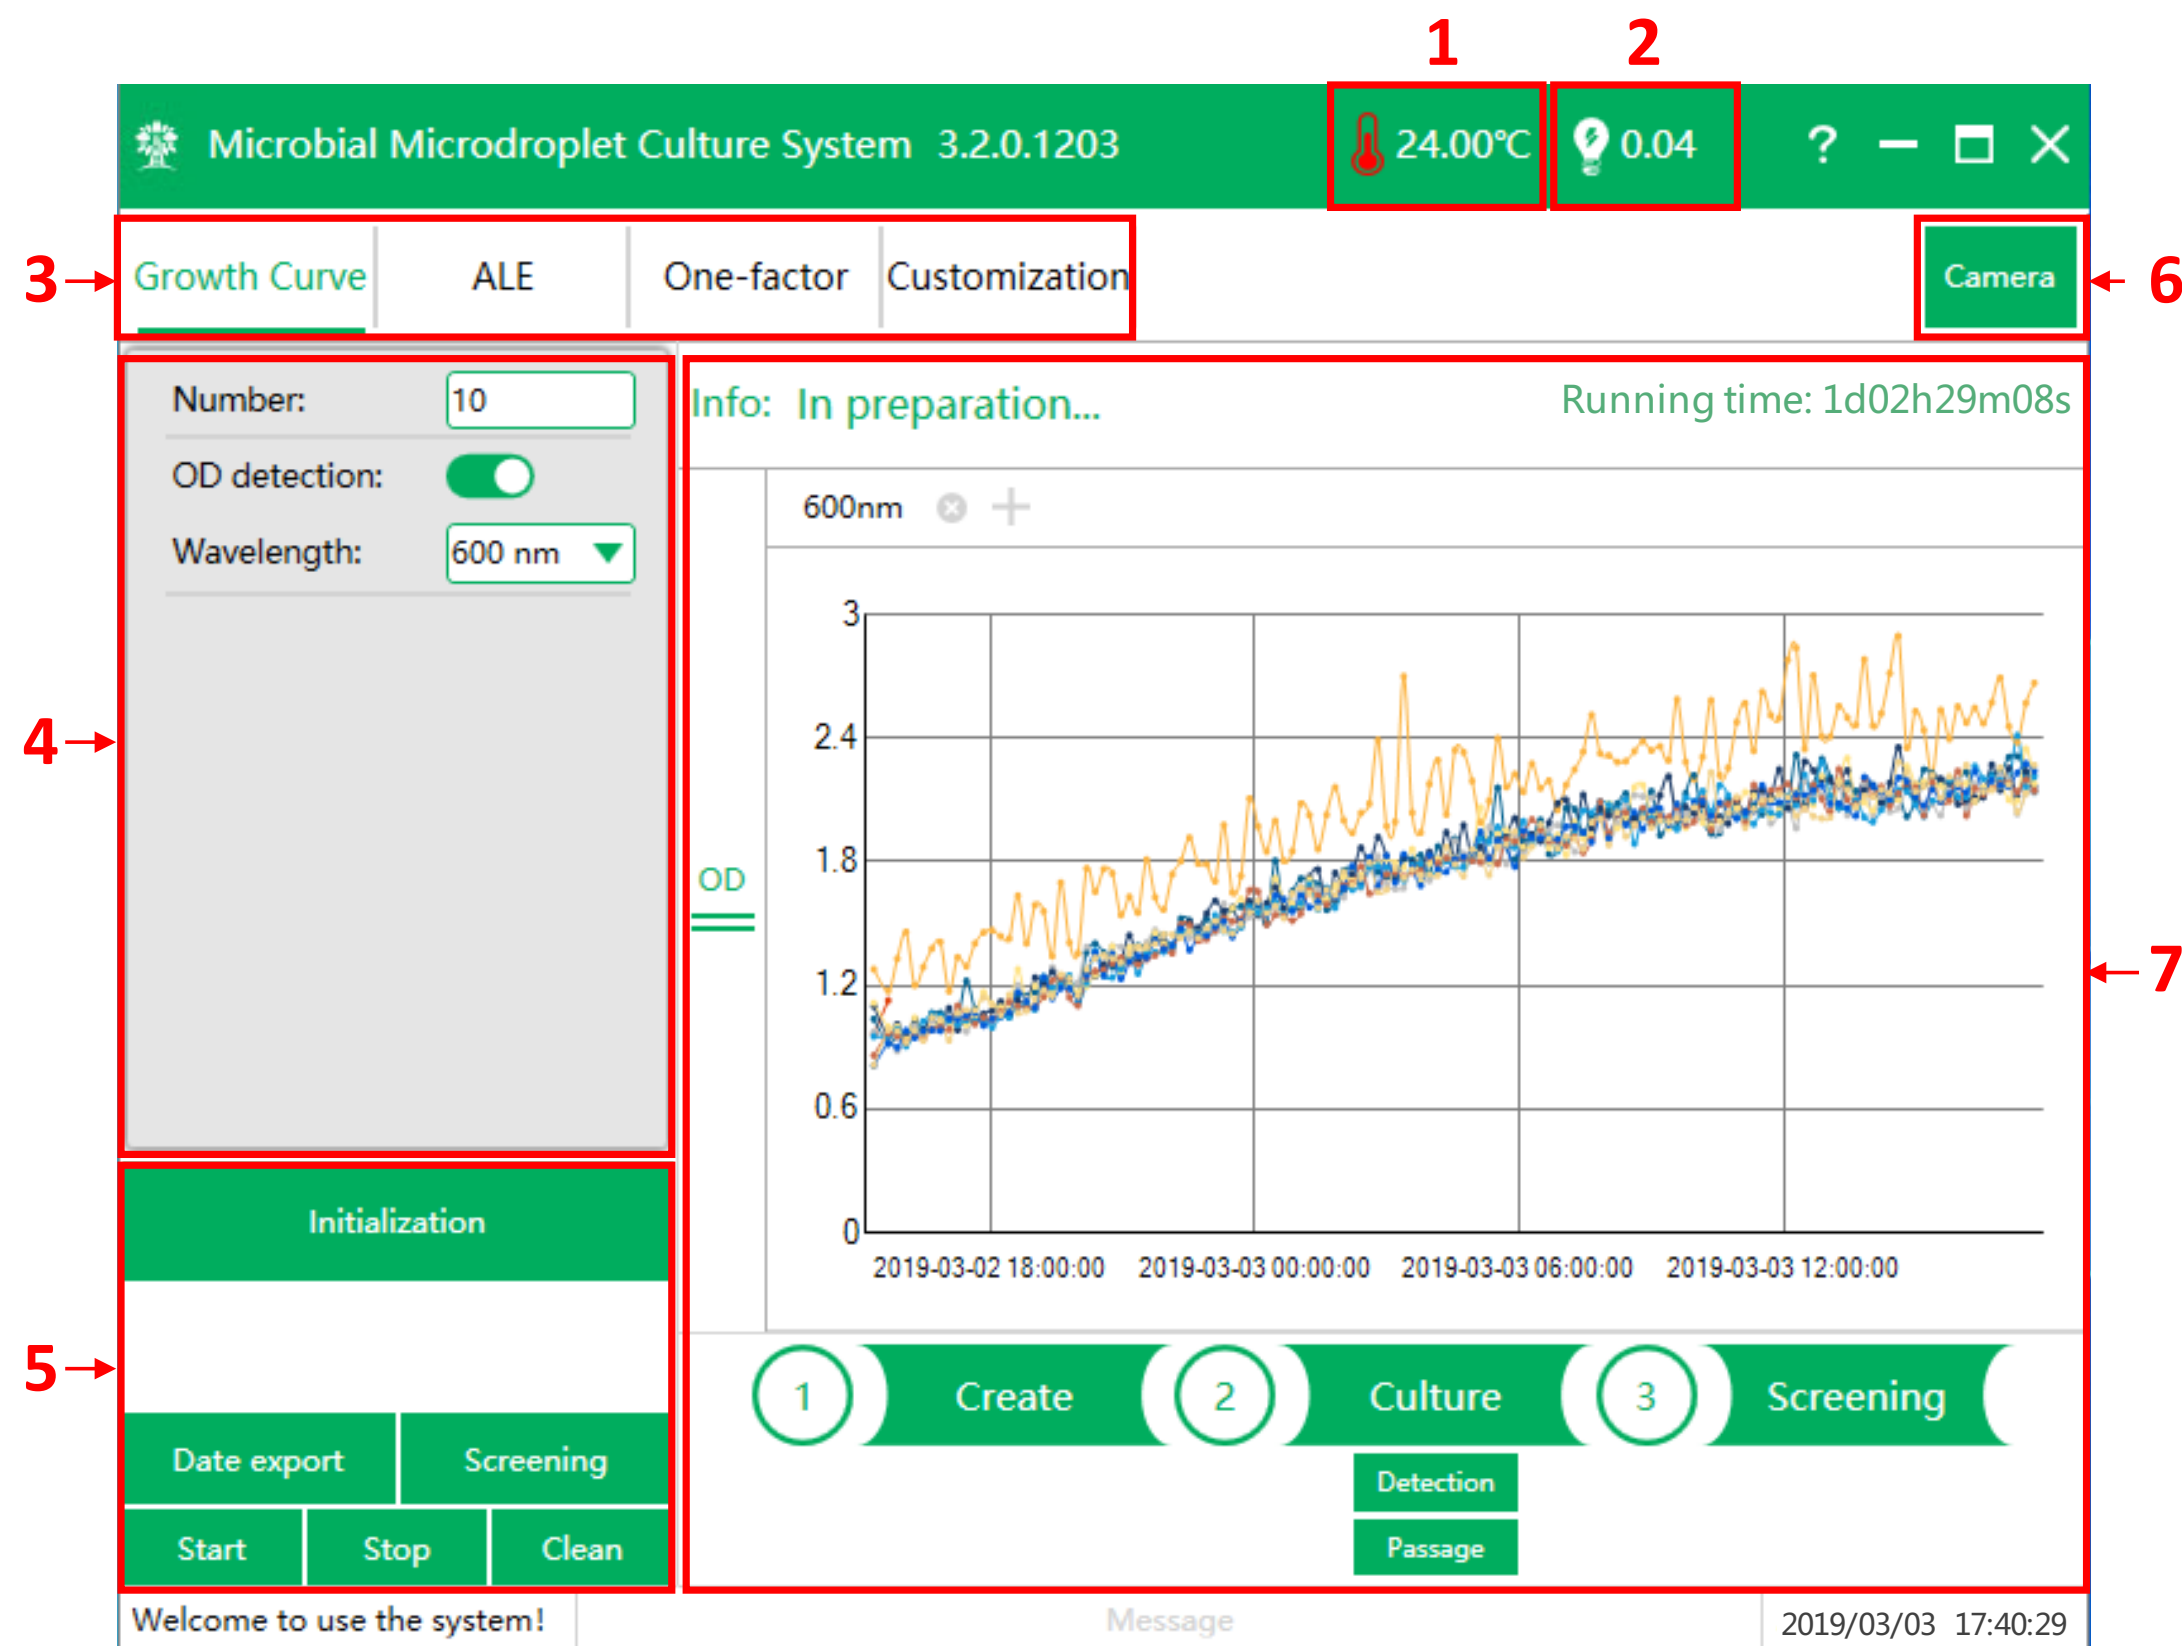 1 2
Microbial Microdroplet Culture System 3.2.0.1203 24.00℃ 0.04 ?
3 Growth Curve ALE One-factor Customization Camera 6
Number: 10
OD detection:
Wavelength: 600 nm
4
Info: In preparation... Running time: 1d02h29m08s
600nm
OD
3
2.4
1.8
1.2
0.6
0
2019-03-02 18:00:00 2019-03-03 00:00:00 2019-03-03 06:00:00 2019-03-03 12:00:00
7
Initialization
5
Date export Screening
Start Stop Clean
1 Create 2 Culture 3 Screening
Detection
Passage
Welcome to use the system! Message 2019/03/03 17:40:29